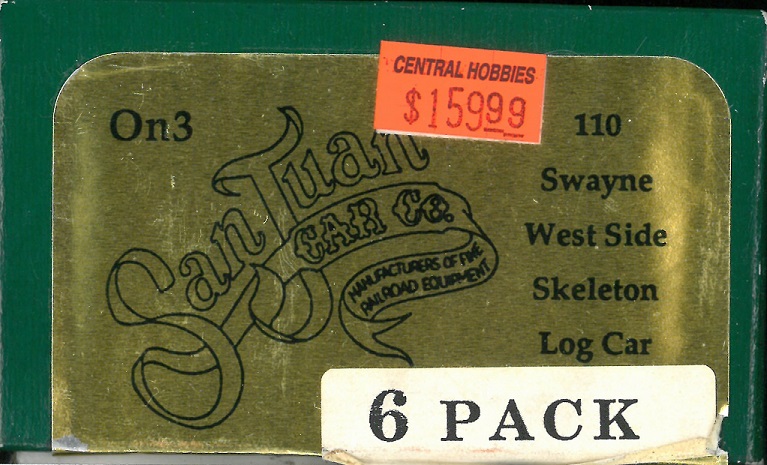 CENTRAL HOBBIES
$159.99
On3
San Juan
CAR Co.
MANUFACTURERS OF FINE
RAILROAD EQUIPMENT
110
Swayne
West Side
Skeleton
Log Car
6 PACK